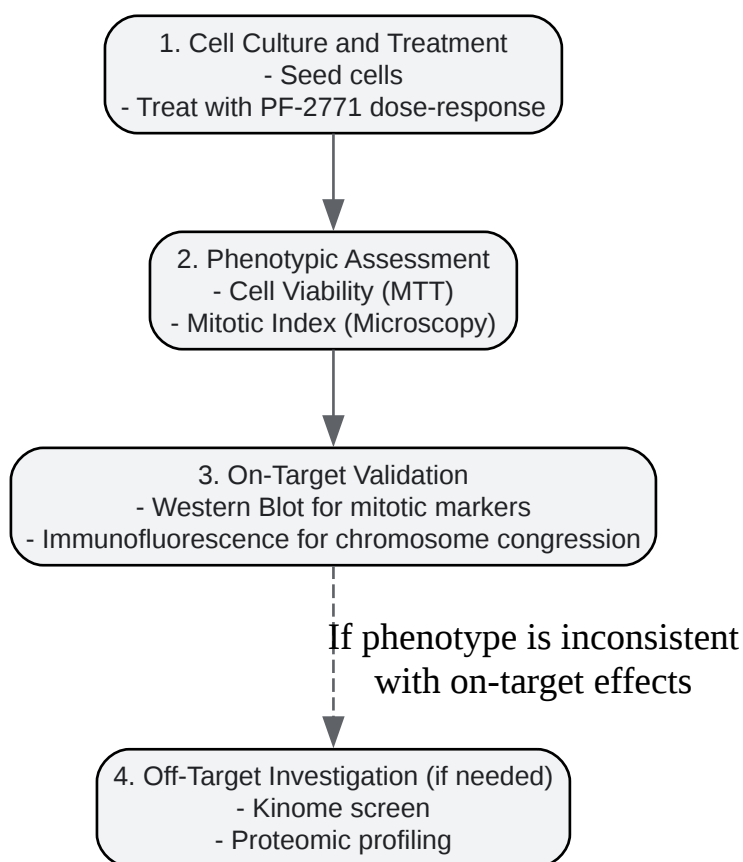 1. Cell Culture and Treatment
- Seed cells
- Treat with PF-2771 dose-response
2. Phenotypic Assessment
- Cell Viability (MTT)
- Mitotic Index (Microscopy)
3. On-Target Validation
- Western Blot for mitotic markers
- Immunofluorescence for chromosome congression
If phenotype is inconsistent
with on-target effects
4. Off-Target Investigation (if needed)
- Kinome screen
- Proteomic profiling